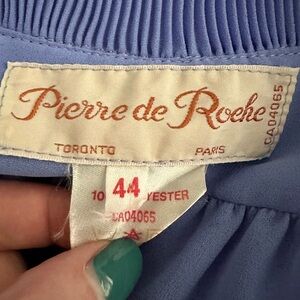 Pierre de Roche
CA04065
TORONTO PARIS
44
10 YESTER
CA04065